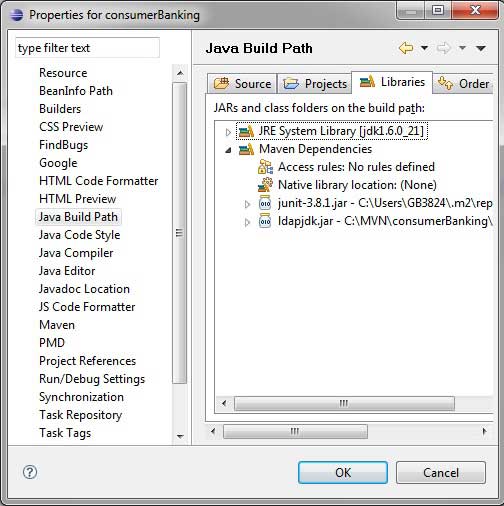 Properties for consumerBanking
type filter text
Resource
BeanInfo Path
Builders
CSS Preview
FindBugs
Google
HTML Code Formatter
HTML Preview
Java Build Path
Java Code Style
Java Compiler
Java Editor
Javadoc Location
JS Code Formatter
Maven
PMD
Project References
Run/Debug Settings
Synchronization
Task Repository
Task Tags
Java Build Path
Source Projects Libraries Order
JARs and class folders on the build path:
JRE System Library [jdk1.6.0_21]
Maven Dependencies
Access rules: No rules defined
Native library location: (None)
junit-3.8.1.jar - C:\Users\GB3824\.m2\rep
ldapjdk.jar - C:\MVN\consumerBanking\
? OK Cancel